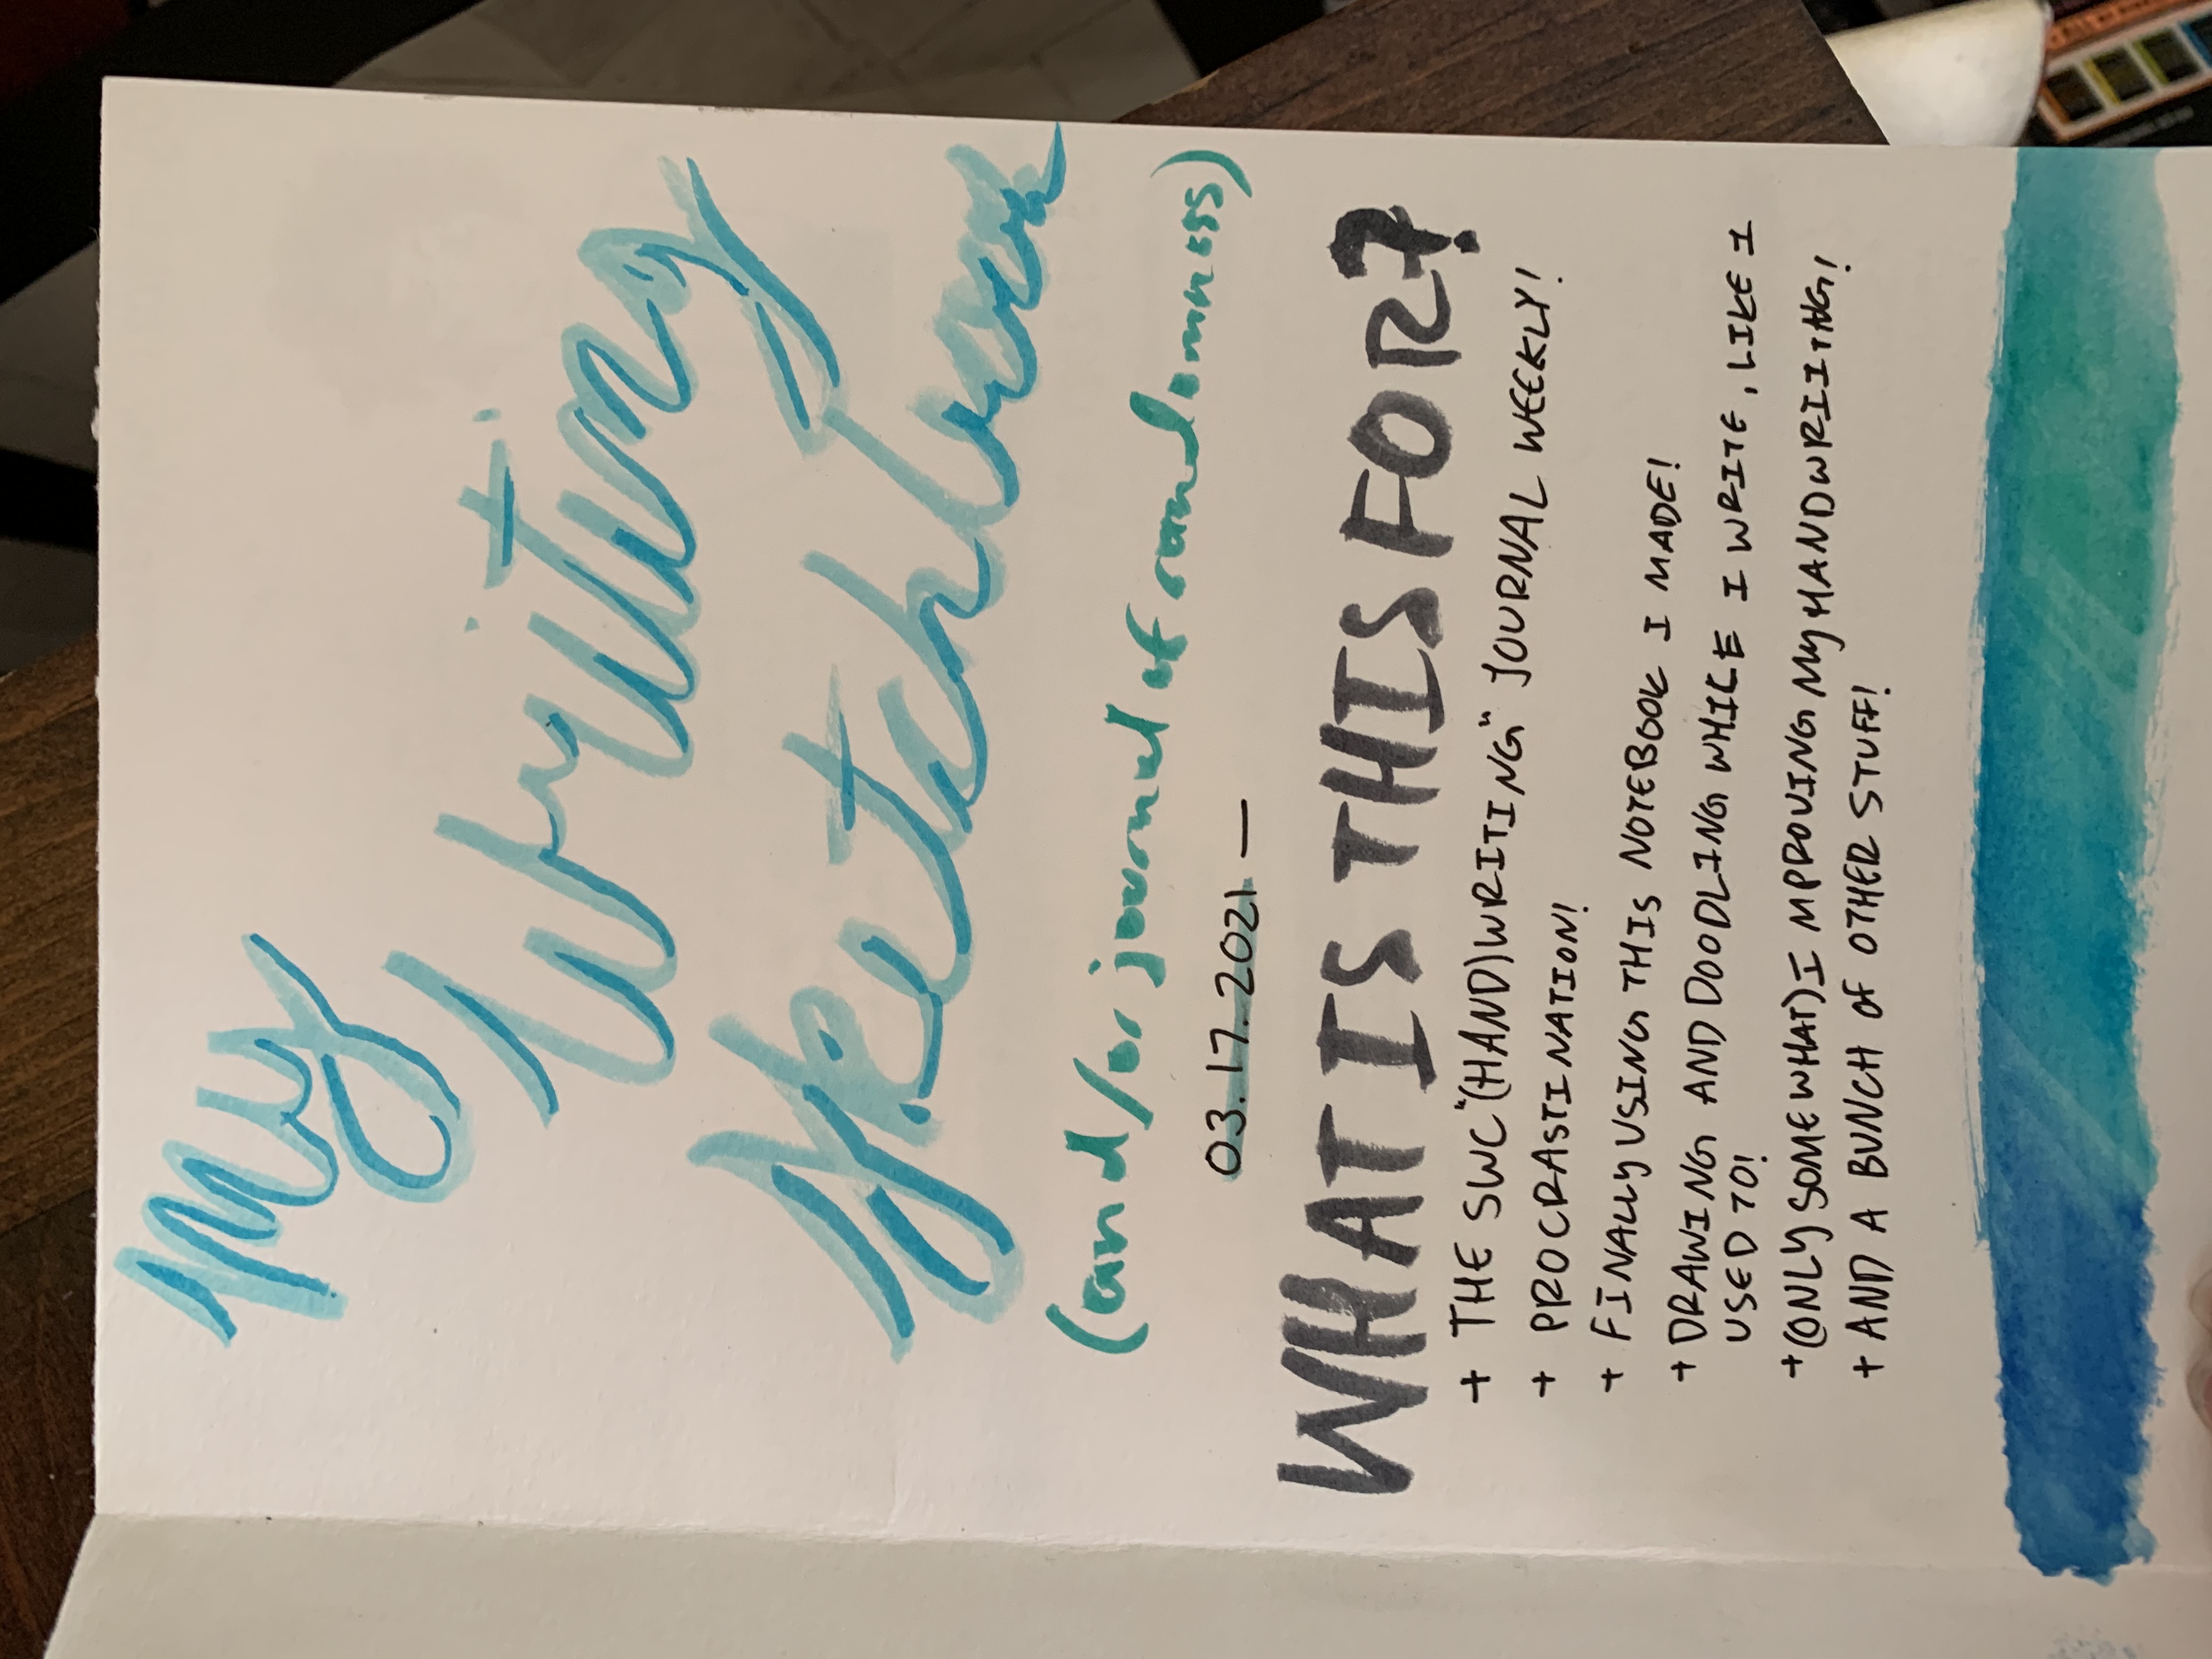 My
Writing
Sketchbook
(and/or journal of randomness)
03.17.2021 —
WHAT IS THIS FOR?
+ THE SWC "(HAND)WRITING" JOURNAL WEEKLY!
+ PROCRASTINATION!
+ FINALLY USING THIS NOTEBOOK I MADE!
+ DRAWING AND DOODLING WHILE I WRITE, LIKE I
USED TO!
+ (ONLY SOMEWHAT) IMPROVING MY HANDWRITING!
+ AND A BUNCH OF OTHER STUFF!